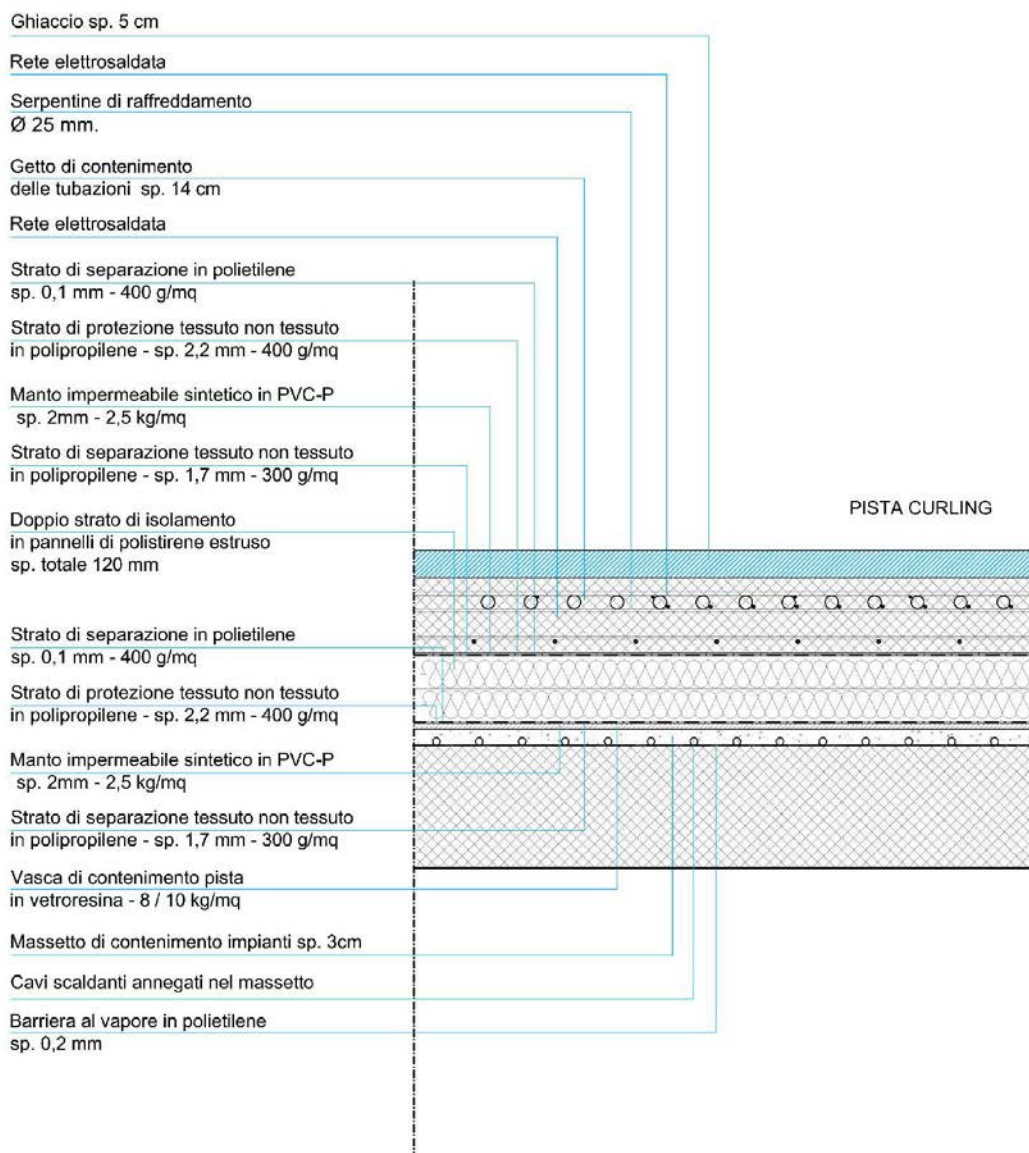 Ghiaccio sp. 5 cm
Rete elettrosaldata
Serpentine di raffreddamento
Ø 25 mm.
Getto di contenimento
delle tubazioni sp. 14 cm
Rete elettrosaldata
Strato di separazione in polietilene
sp. 0,1 mm - 400 g/mq
Strato di protezione tessuto non tessuto
in polipropilene - sp. 2,2 mm - 400 g/mq
Manto impermeabile sintetico in PVC-P
sp. 2mm - 2,5 kg/mq
Strato di separazione tessuto non tessuto
in polipropilene - sp. 1,7 mm - 300 g/mq
Doppio strato di isolamento
in pannelli di polistirene estruso
sp. totale 120 mm
PISTA CURLING
Strato di separazione in polietilene
sp. 0,1 mm - 400 g/mq
Strato di protezione tessuto non tessuto
in polipropilene - sp. 2,2 mm - 400 g/mq
Manto impermeabile sintetico in PVC-P
sp. 2mm - 2,5 kg/mq
Strato di separazione tessuto non tessuto
in polipropilene - sp. 1,7 mm - 300 g/mq
Vasca di contenimento pista
in vetroresina - 8 / 10 kg/mq
Massetto di contenimento impianti sp. 3cm
Cavi scaldanti annegati nel massetto
Barriera al vapore in polietilene
sp. 0,2 mm